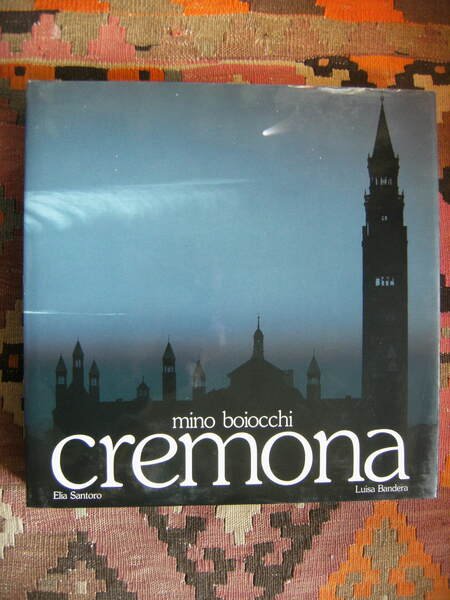 mino boiocchi
cremona
Elia Santoro
Luisa Bandera